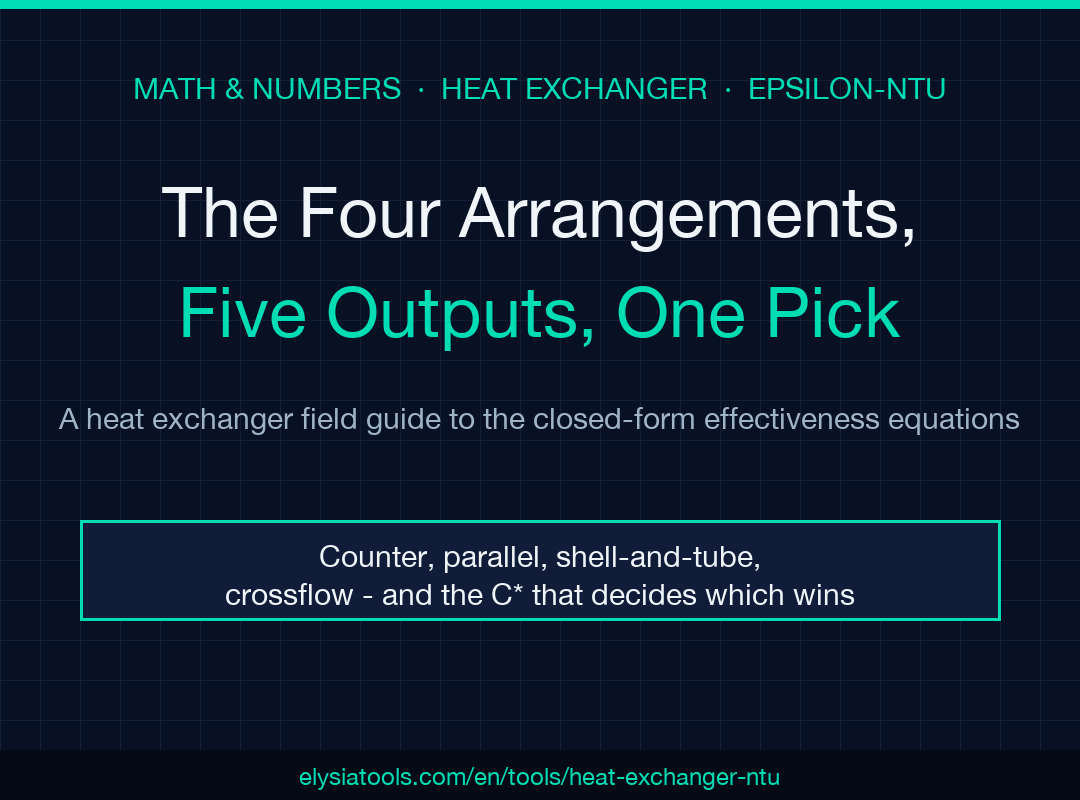 MATH & NUMBERS · HEAT EXCHANGER · EPSILON-NTU
The Four Arrangements,
Five Outputs, One Pick
A heat exchanger field guide to the closed-form effectiveness equations
Counter, parallel, shell-and-tube,
crossflow - and the C* that decides which wins
elysiatools.com/en/tools/heat-exchanger-ntu